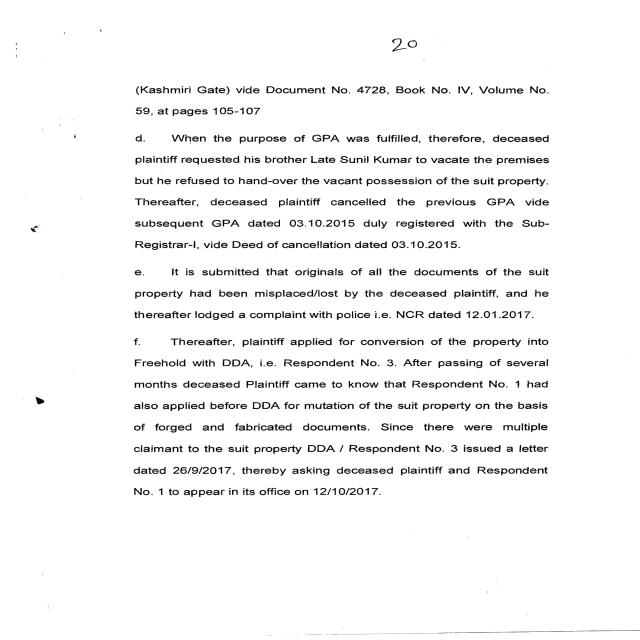 20
(Kashmiri Gate) vide Document No. 4728, Book No. IV, Volume No.
59, at pages 105-107
d. When the purpose of GPA was fulfilled, therefore, deceased
plaintiff requested his brother Late Sunil Kumar to vacate the premises
but he refused to hand-over the vacant possession of the suit property.
Thereafter, deceased plaintiff cancelled the previous GPA vide
subsequent GPA dated 03.10.2015 duly registered with the Sub-
Registrar-I, vide Deed of cancellation dated 03.10.2015.
e. It is submitted that originals of all the documents of the suit
property had been misplaced/lost by the deceased plaintiff, and he
thereafter lodged a complaint with police i.e. NCR dated 12.01.2017.
f. Thereafter, plaintiff applied for conversion of the property into
Freehold with DDA, i.e. Respondent No. 3. After passing of several
months deceased Plaintiff came to know that Respondent No. 1 had
also applied before DDA for mutation of the suit property on the basis
of forged and fabricated documents. Since there were multiple
claimant to the suit property DDA / Respondent No. 3 issued a letter
dated 26/9/2017, thereby asking deceased plaintiff and Respondent
No. 1 to appear in its office on 12/10/2017.